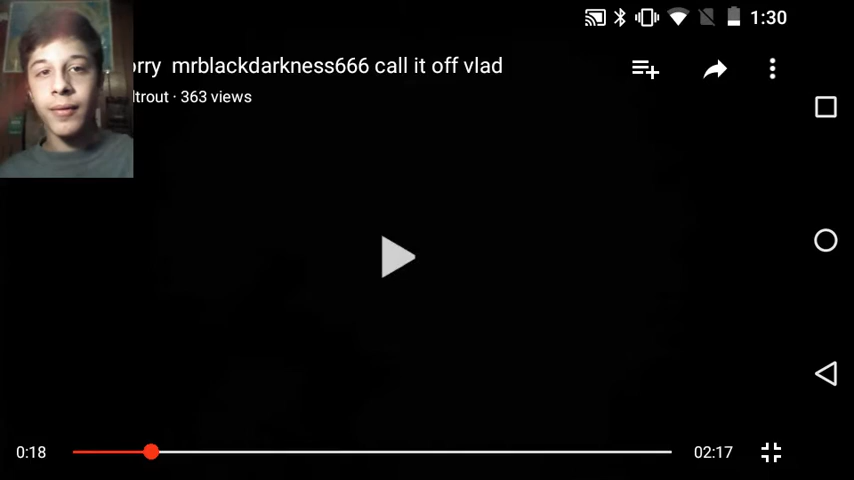 1:30
orry mrblackdarkness666 call it off vlad
ltrout · 363 views
0:18
02:17